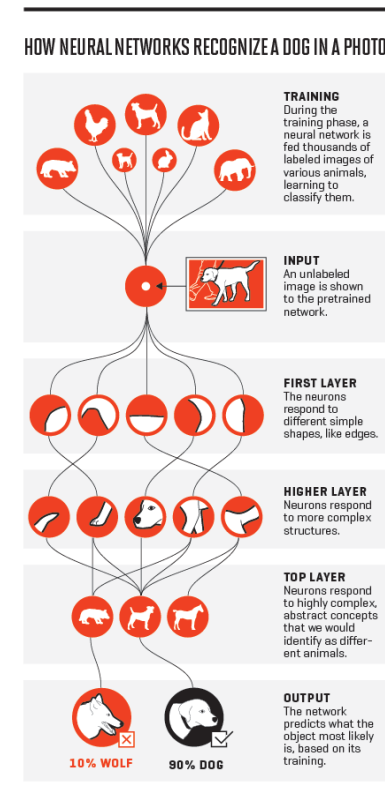 HOW NEURAL NETWORKS RECOGNIZE A DOG IN A PHOTO
TRAINING
During the
training phase, a
neural network is
fed thousands of
labeled images of
various animals,
learning to
classify them.
INPUT
An unlabeled
image is shown
to the pretrained
network.
FIRST LAYER
The neurons
respond to
different simple
shapes, like edges.
HIGHER LAYER
Neurons respond
to more complex
structures.
TOP LAYER
Neurons respond
to highly complex,
abstract concepts
that we would
identify as differ-
ent animals.
OUTPUT
The network
predicts what the
object most likely
is, based on its
training.
10% WOLF
90% DOG